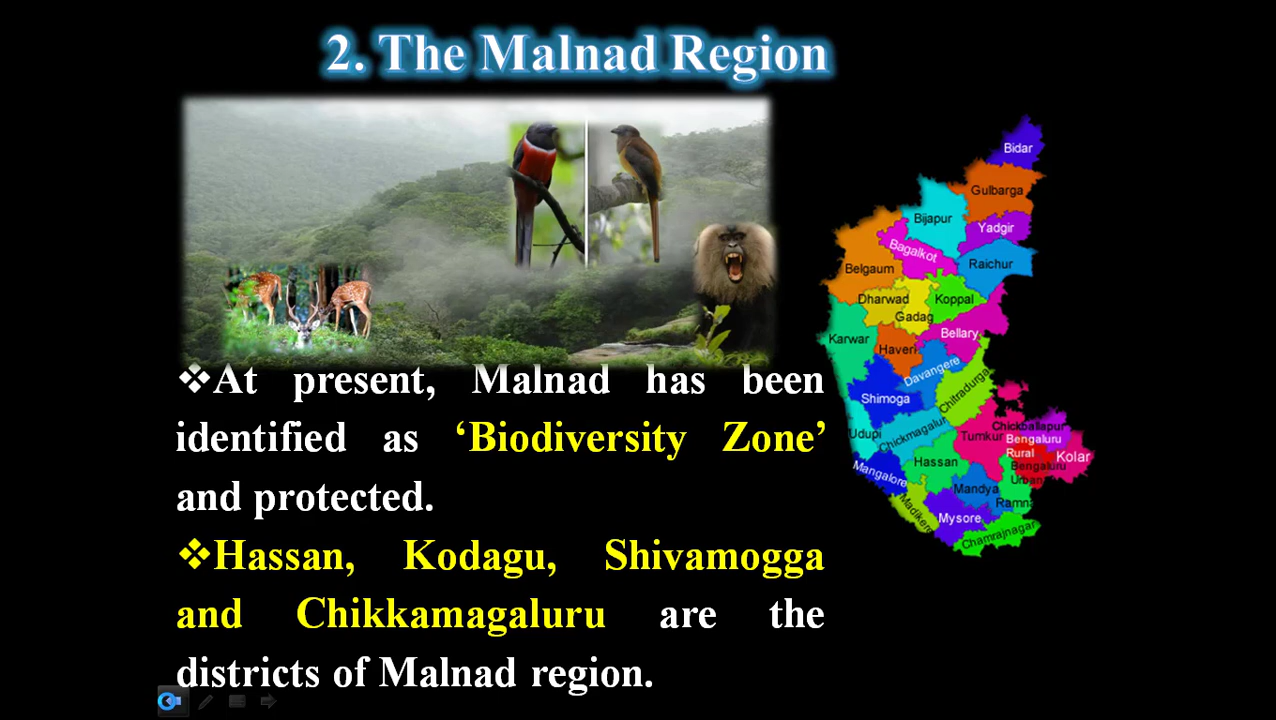 2. The Malnad Region
❖At present, Malnad has been
identified as ‘Biodiversity Zone’
and protected.
❖Hassan, Kodagu, Shivamogga
and Chikkamagaluru are the
districts of Malnad region.
Bidar
Gulbarga
Bijapur
Yadgir
Bagalkot
Raichur
Belgaum
Dharwad
Koppal
Gadag
Bellary
Karwar
Haveri
Davangere
Chitradurga
Shimoga
Udupi
Chickmagalur
Tumkur
Chickballapur
Bengaluru
Rural
Kolar
Hassan
Bengaluru
Urban
Mangalore
Mandya
Ramna
Madikere
Mysore
Chamrajnagar